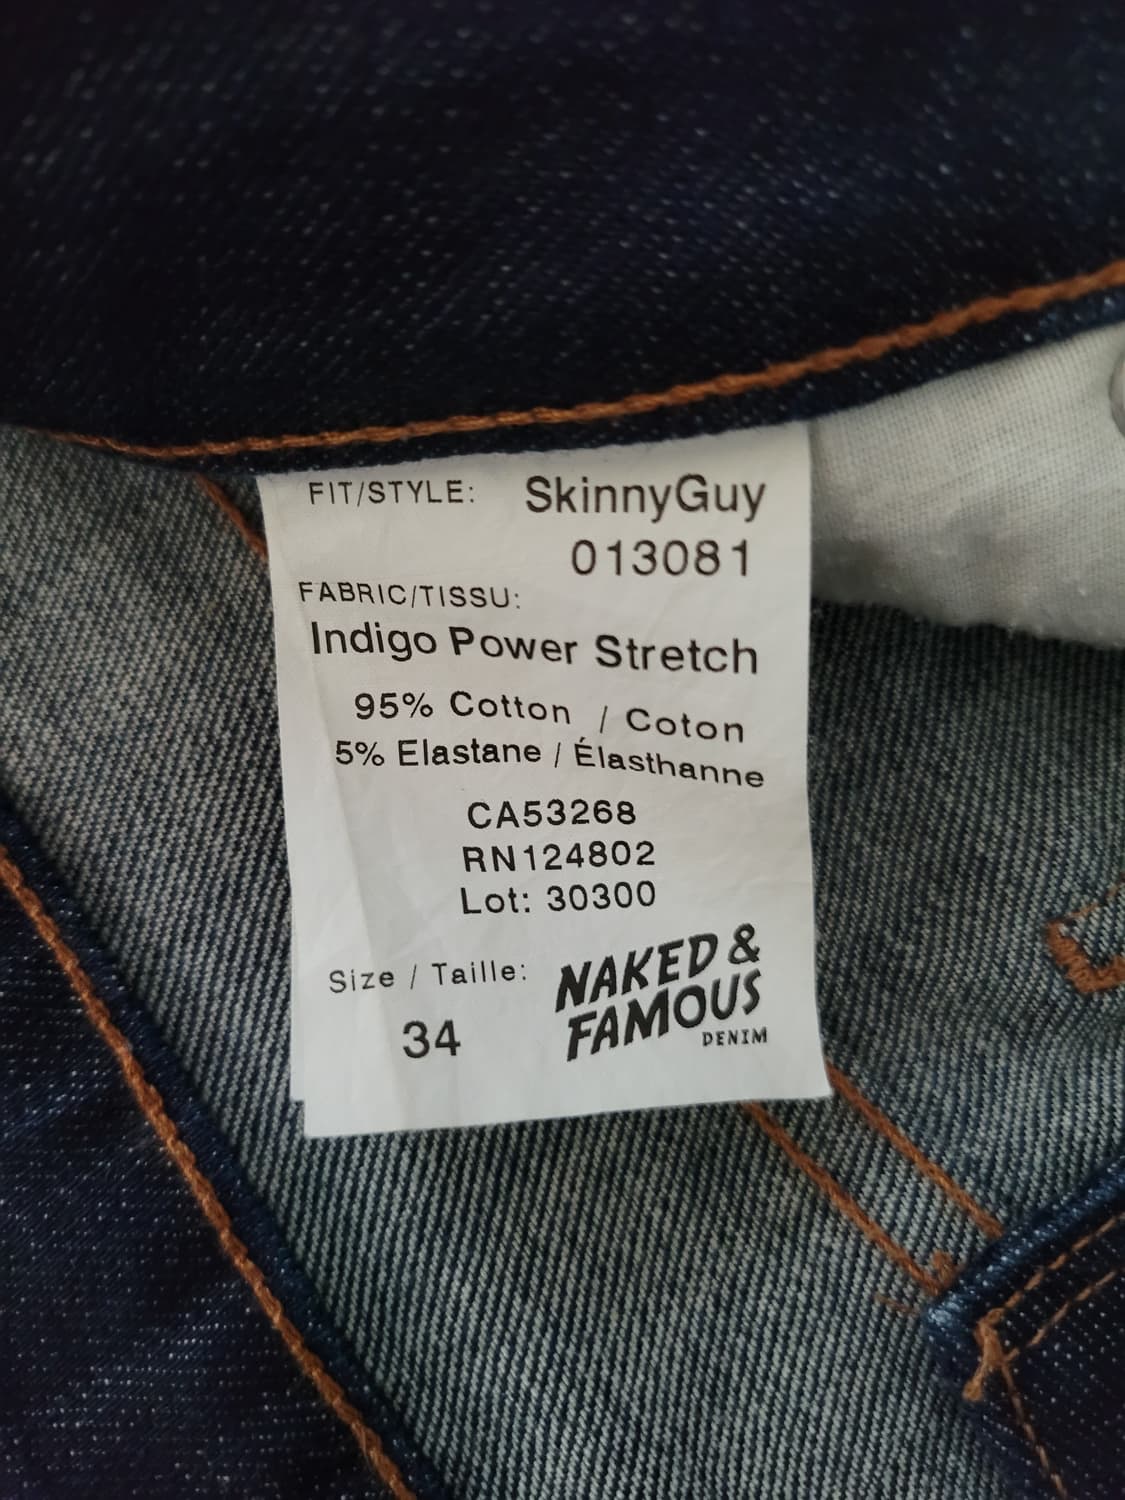 FIT/STYLE: SkinnyGuy
013081
FABRIC/TISSU:
Indigo Power Stretch
95% Cotton / Coton
5% Elastane / Élasthanne
CA53268
RN124802
Lot: 30300
Size / Taille:
34
NAKED &
FAMOUS
DENIM